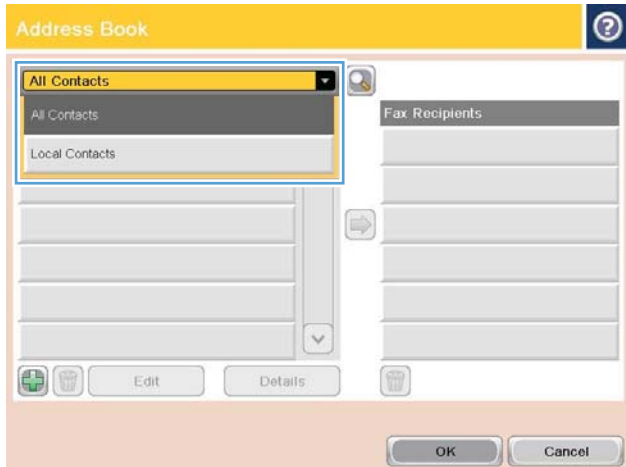 Address Book
?
All Contacts
All Contacts
Local Contacts
Fax Recipients
Edit
Details
OK
Cancel